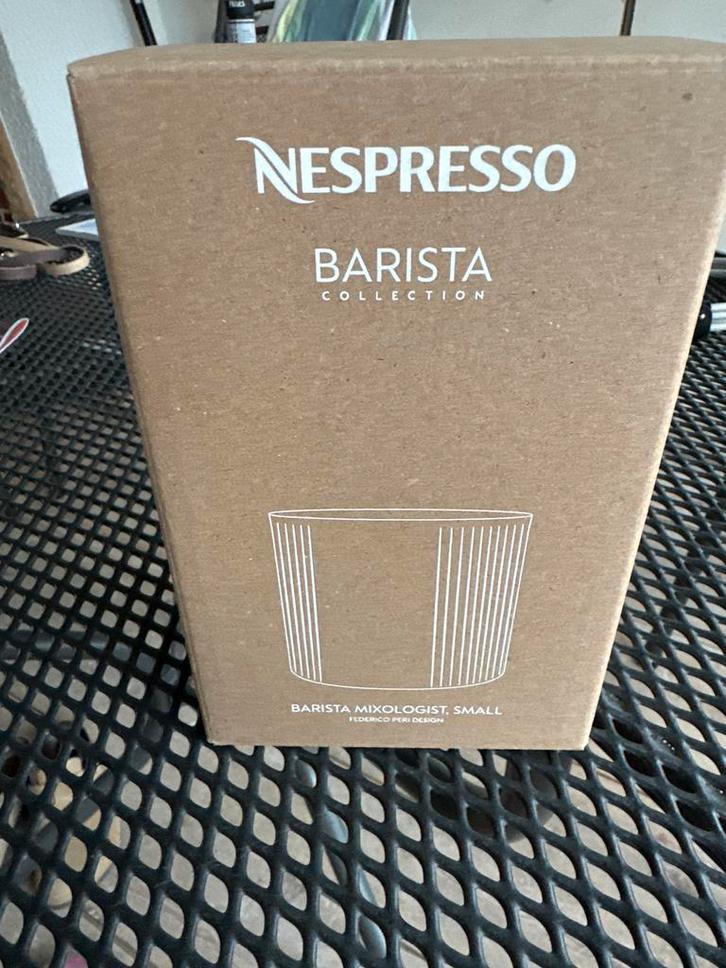 NESPRESSO
BARISTA
COLLECTION
BARISTA MIXOLOGIST, SMALL
FEDERICO PERI DESIGN